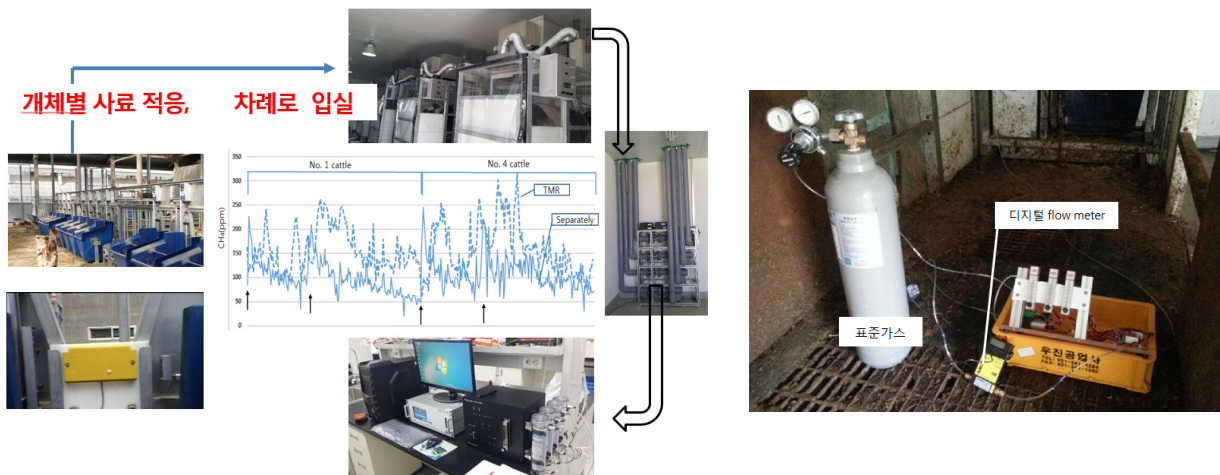 개체별 사료 적응, 차례로 입실
350
300
250
200
150
100
50
0
CH₄(ppm)
No. 1 cattle
No. 4 cattle
TMR
Separately
디지털 flow meter
표준가스
우진공업사